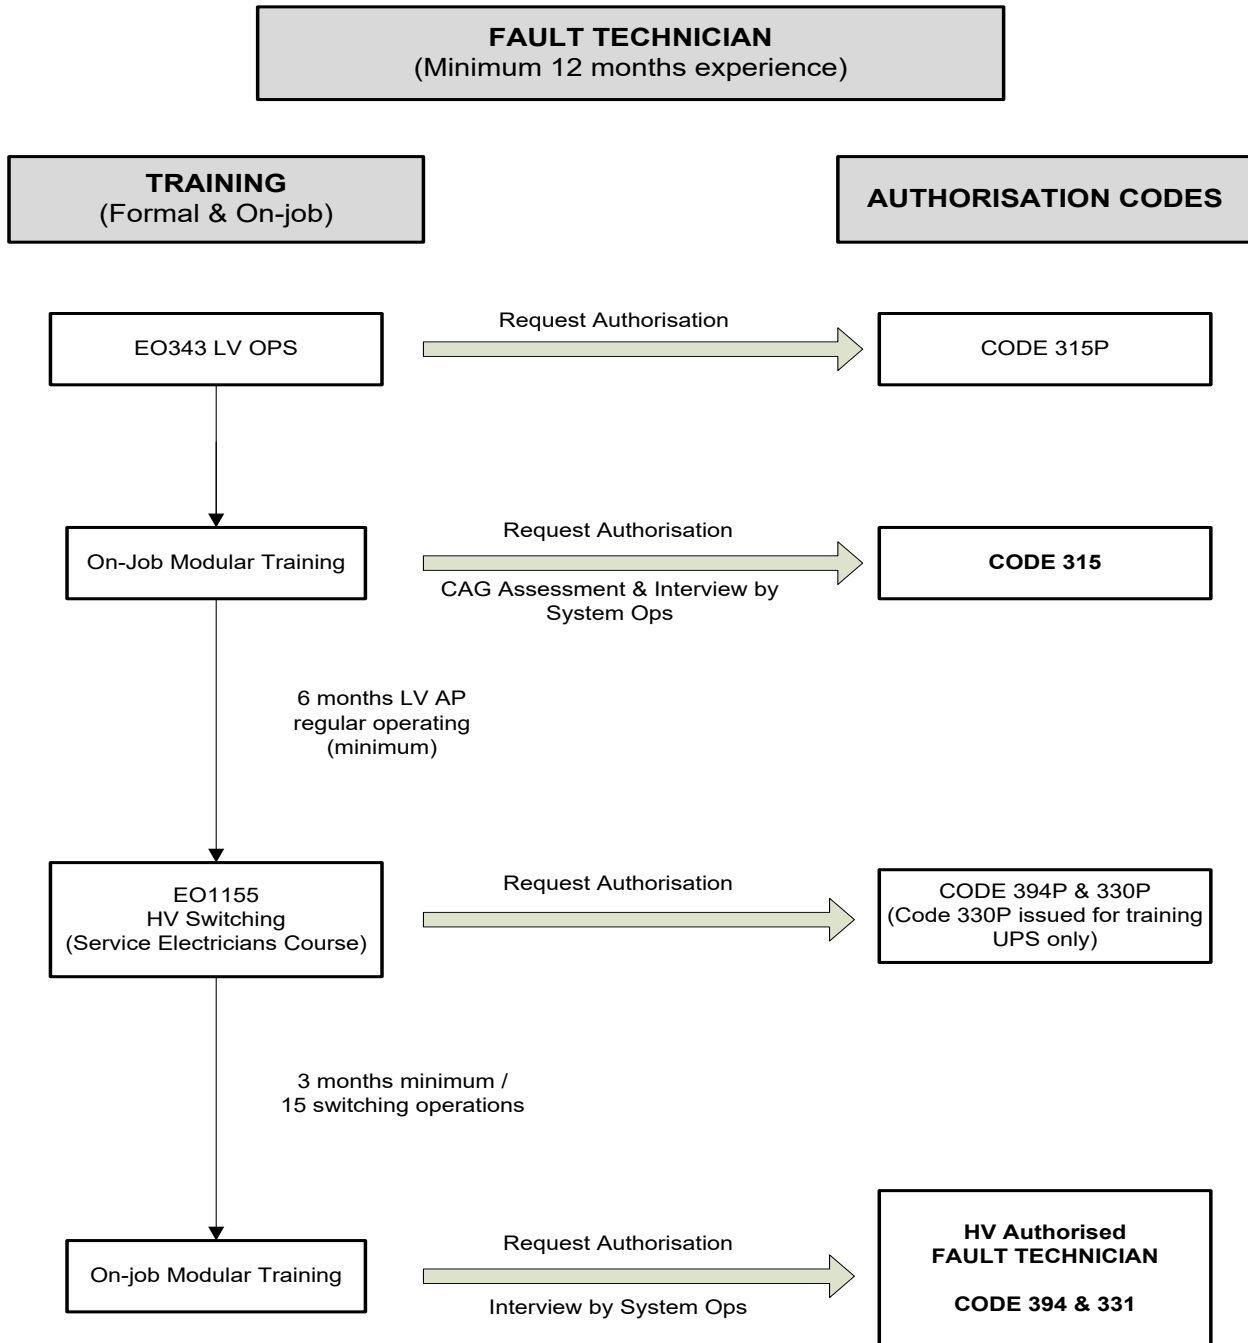 FAULT TECHNICIAN
(Minimum 12 months experience)
TRAINING
(Formal & On-job)
AUTHORISATION CODES
EO343 LV OPS
Request Authorisation
CODE 315P
On-Job Modular Training
Request Authorisation
CAG Assessment & Interview by
System Ops
CODE 315
6 months LV AP
regular operating
(minimum)
EO1155
HV Switching
(Service Electricians Course)
Request Authorisation
CODE 394P & 330P
(Code 330P issued for training
UPS only)
3 months minimum /
15 switching operations
On-job Modular Training
Request Authorisation
Interview by System Ops
HV Authorised
FAULT TECHNICIAN
CODE 394 & 331